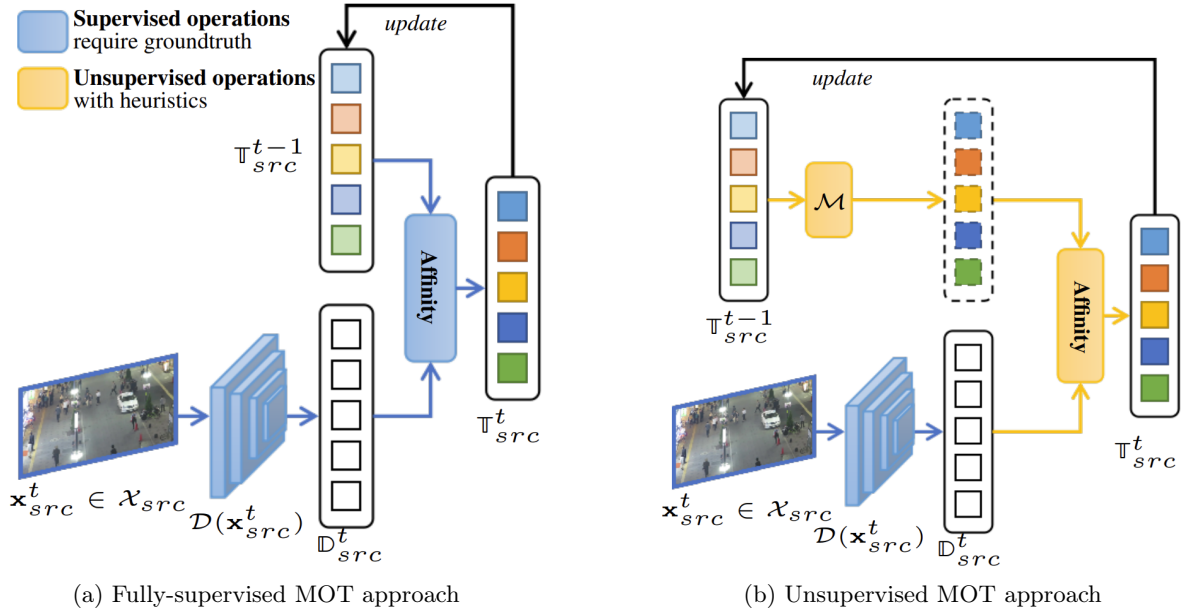 Supervised operations
require groundtruth
Unsupervised operations
with heuristics
update
𝕋^{t-1}_{src}
Affinity
𝕋^t_{src}
𝐱^t_{src} ∈ 𝒳_{src}
𝒟(𝐱^t_{src})
𝔻^t_{src}
(a) Fully-supervised MOT approach
update
ℳ
𝕋^{t-1}_{src}
Affinity
𝕋^t_{src}
𝐱^t_{src} ∈ 𝒳_{src}
𝒟(𝐱^t_{src})
𝔻^t_{src}
(b) Unsupervised MOT approach